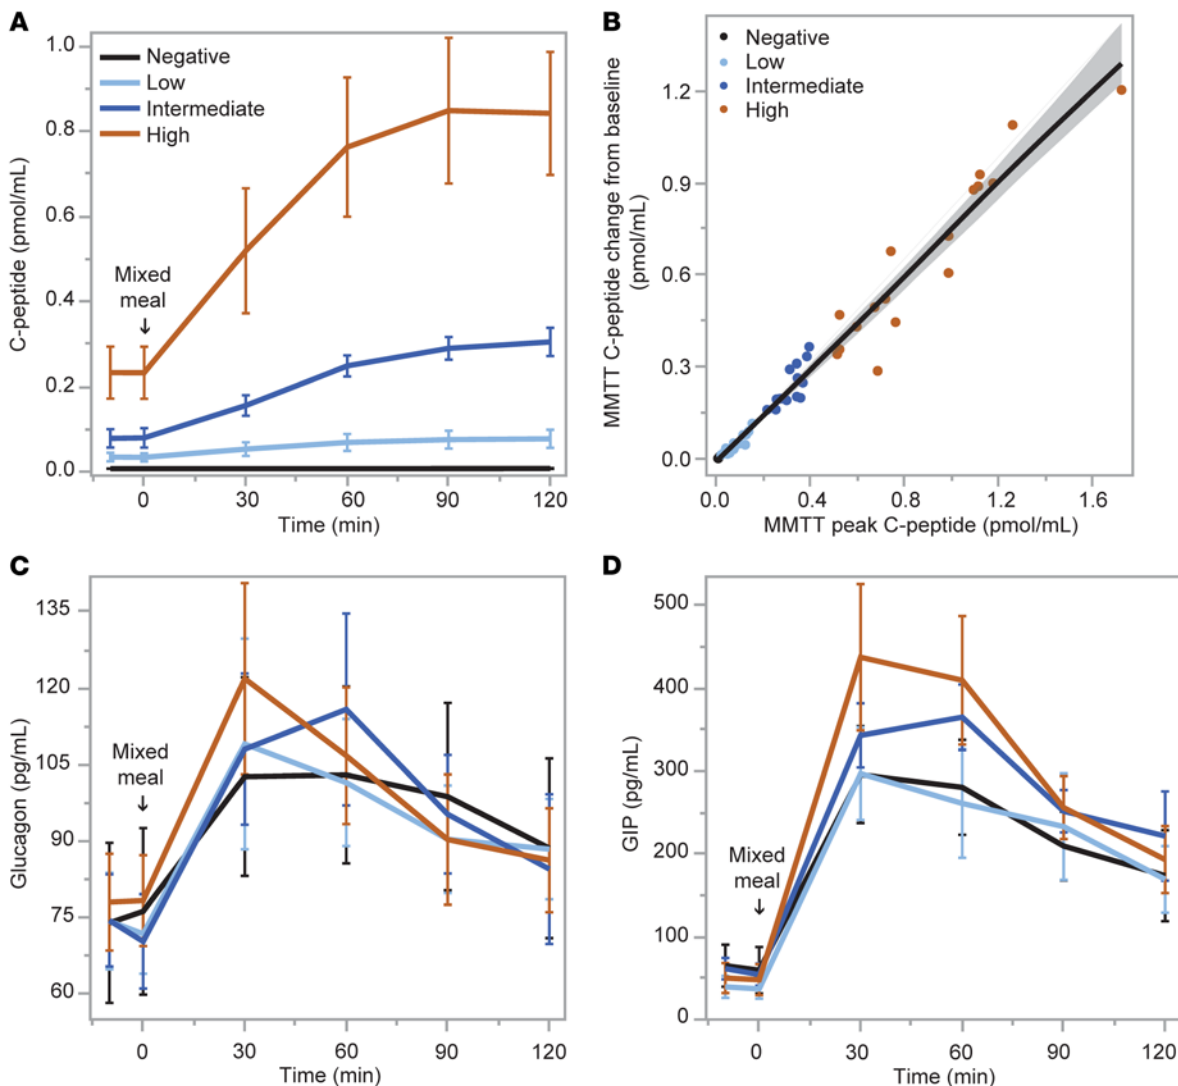 A
C-peptide (pmol/mL)
1.0
0.8
0.6
0.4
0.2
0.0
Negative
Low
Intermediate
High
Mixed
meal
0
30
60
90
120
Time (min)
B
MMTT C-peptide change from baseline
(pmol/mL)
1.2
0.9
0.6
0.3
0.0
Negative
Low
Intermediate
High
0.0
0.4
0.8
1.2
1.6
MMTT peak C-peptide (pmol/mL)
C
Glucagon (pg/mL)
135
120
105
90
75
60
Mixed
meal
0
30
60
90
120
Time (min)
D
GIP (pg/mL)
500
400
300
200
100
0
Mixed
meal
0
30
60
90
120
Time (min)